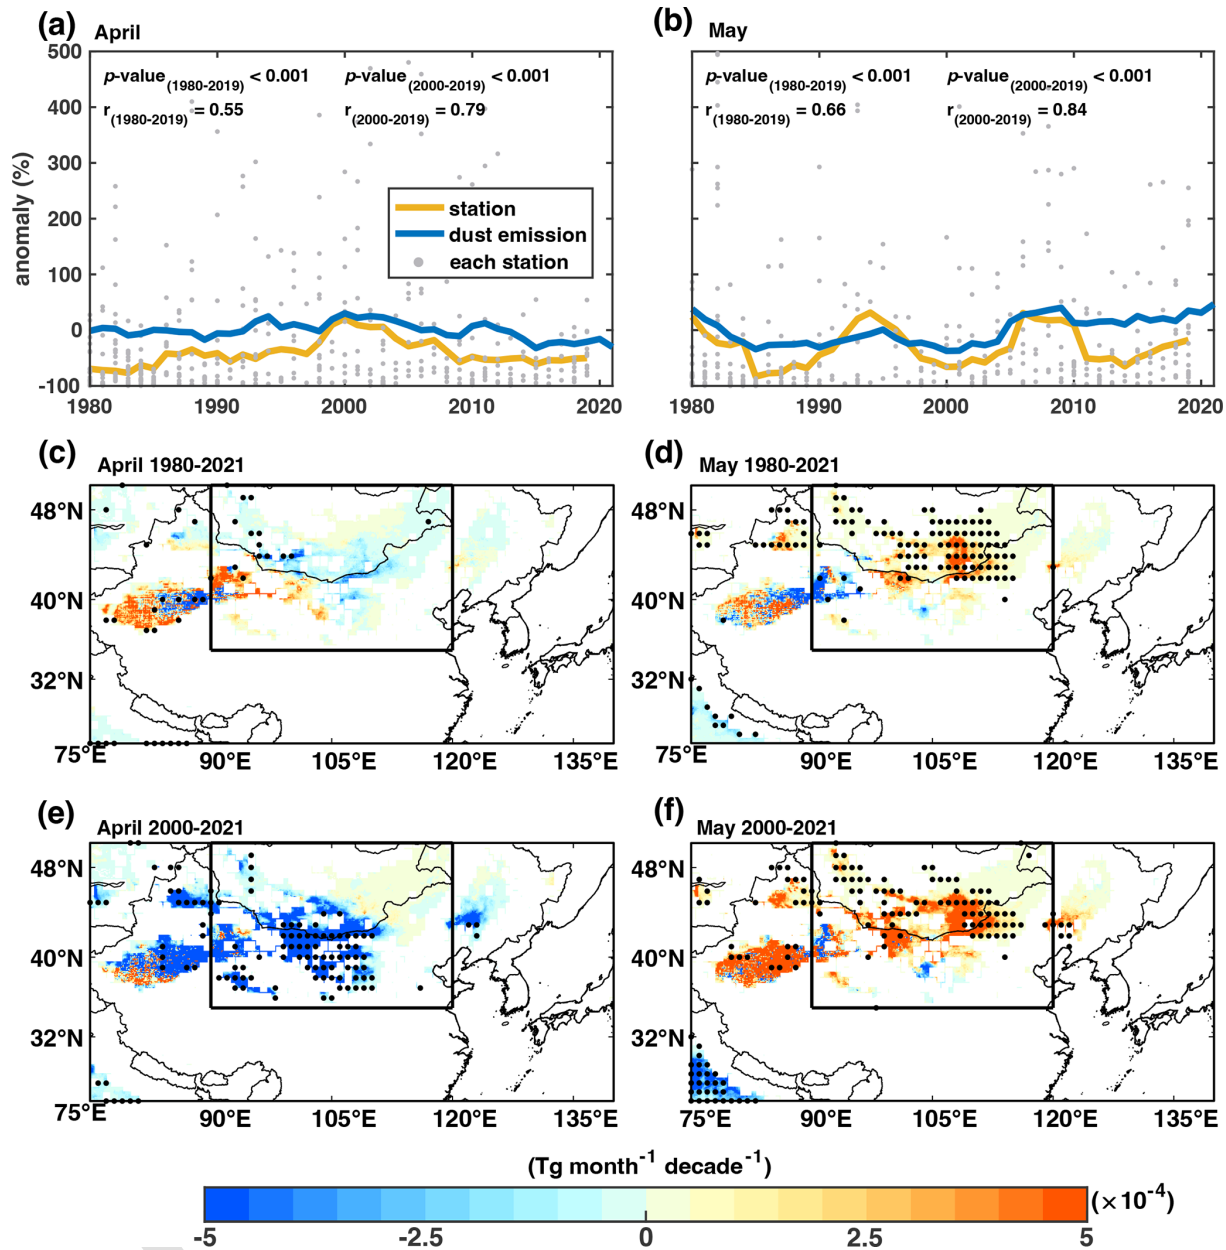 (a) April
(b) May
anomaly (%)
500
400
300
200
100
0
-100
p-value(1980-2019) < 0.001
r(1980-2019) = 0.55
p-value(2000-2019) < 0.001
r(2000-2019) = 0.79
station
dust emission
each station
1980
1990
2000
2010
2020
p-value(1980-2019) < 0.001
r(1980-2019) = 0.66
p-value(2000-2019) < 0.001
r(2000-2019) = 0.84
1980
1990
2000
2010
2020
(c) April 1980-2021
48°N
40°N
32°N
75°E
90°E
105°E
120°E
135°E
(d) May 1980-2021
48°N
40°N
32°N
75°E
90°E
105°E
120°E
135°E
(e) April 2000-2021
48°N
40°N
32°N
75°E
90°E
105°E
120°E
135°E
(f) May 2000-2021
48°N
40°N
32°N
75°E
90°E
105°E
120°E
135°E
(Tg month⁻¹ decade⁻¹)
(×10⁻⁴)
-5
-2.5
0
2.5
5